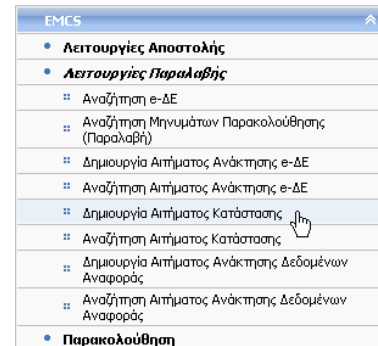 EMCS
Λειτουργίες Αποστολής
Λειτουργίες Παραλαβής
Αναζήτηση e-ΔΕ
Αναζήτηση Μηνυμάτων Παρακολούθησης
(Παραλαβή)
Δημιουργία Αιτήματος Ανάκτησης e-ΔΕ
Αναζήτηση Αιτήματος Ανάκτησης e-ΔΕ
Δημιουργία Αιτήματος Κατάστασης
Αναζήτηση Αιτήματος Κατάστασης
Δημιουργία Αιτήματος Ανάκτησης Δεδομένων
Αναφοράς
Αναζήτηση Αιτήματος Ανάκτησης Δεδομένων
Αναφοράς
Παρακολούθηση